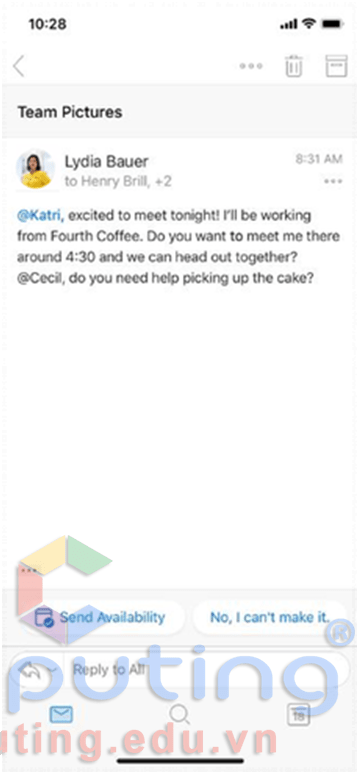 10:28
Team Pictures
Lydia Bauer
8:31 AM
to Henry Brill, +2
@Katri, excited to meet tonight! I'll be working
from Fourth Coffee. Do you want to meet me there
around 4:30 and we can head out together?
@Cecil, do you need help picking up the cake?
Send Availability
No, I can't make it.
Reply to All
puting®
18
uting.edu.vn